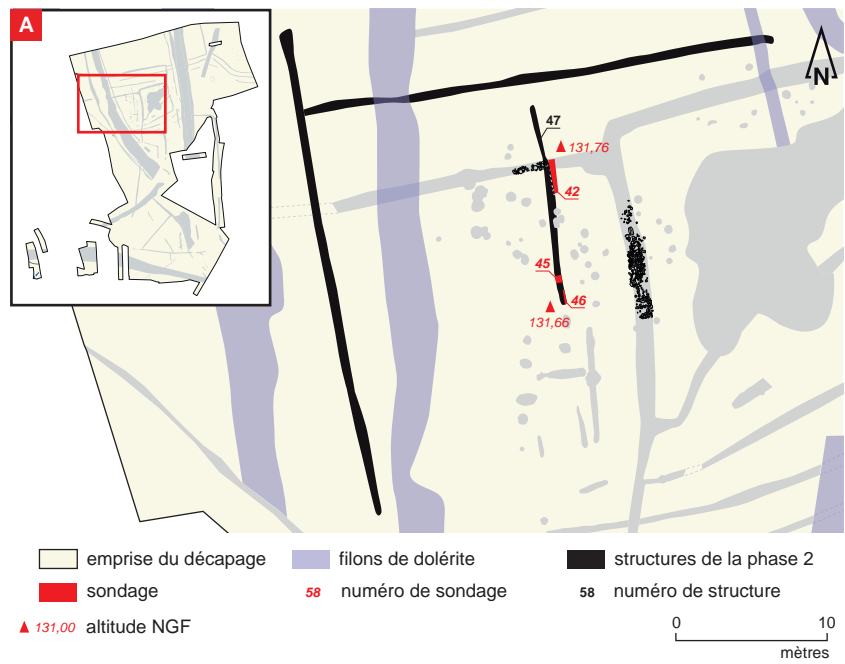 A
N
47
131,76
42
45
46
131,66
emprise du décapage
filons de dolérite
structures de la phase 2
sondage
58 numéro de sondage
58 numéro de structure
131,00 altitude NGF
0 10
mètres